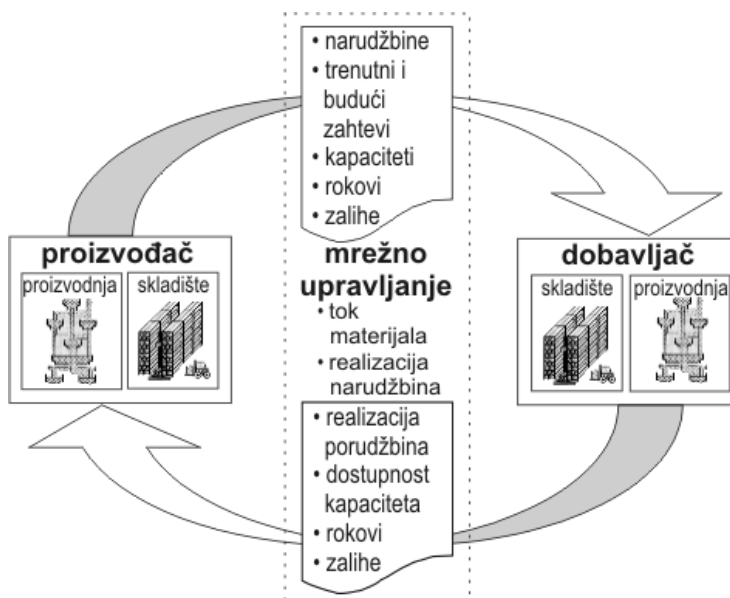 • narudžbine
• trenutni i
budući
zahtevi
• kapaciteti
• rokovi
• zalihe
proizvođač
proizvodnja
skladište
mrežno
upravljanje
• tok
materijala
• realizacija
narudžbina
dobavljač
skladište
proizvodnja
• realizacija
porudžbina
• dostupnost
kapaciteta
• rokovi
• zalihe